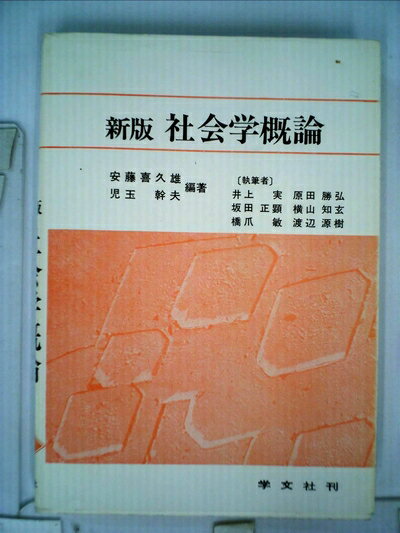 新版 社会学概論
安藤喜久雄
児玉 幹夫
編著
〔執筆者〕
井上 実 原田 勝弘
坂田 正顕 横山 知玄
橋爪 敏 渡辺 源樹
学文社刊